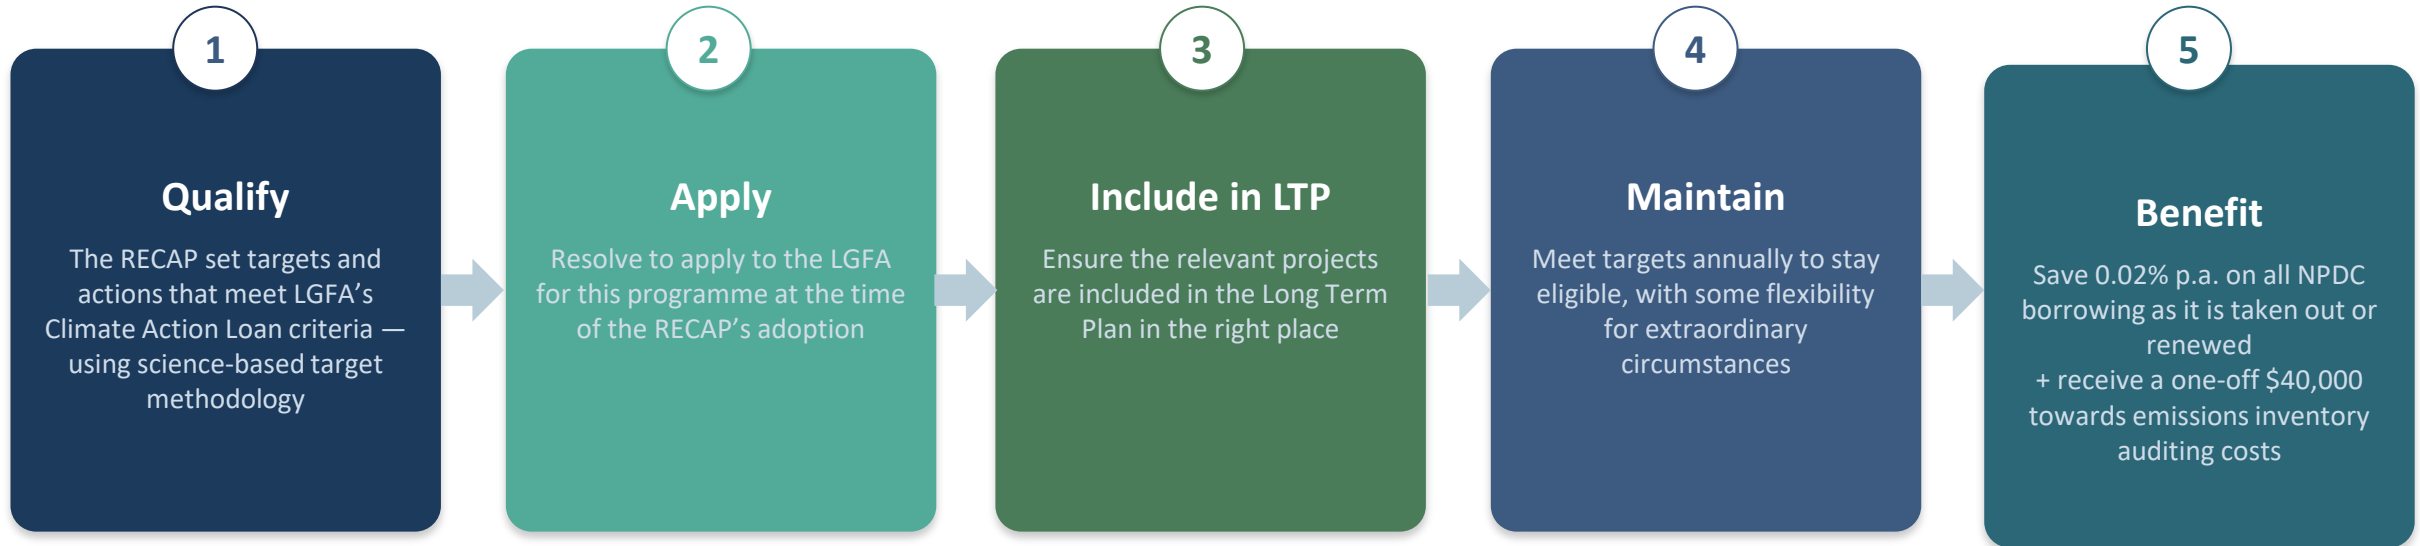 1
Qualify
The RECAP set targets and
actions that meet LGFA's
Climate Action Loan criteria —
using science-based target
methodology
2
Apply
Resolve to apply to the LGFA
for this programme at the time
of the RECAP's adoption
3
Include in LTP
Ensure the relevant projects
are included in the Long Term
Plan in the right place
4
Maintain
Meet targets annually to stay
eligible, with some flexibility
for extraordinary
circumstances
5
Benefit
Save 0.02% p.a. on all NPDC
borrowing as it is taken out or
renewed
+ receive a one-off $40,000
towards emissions inventory
auditing costs